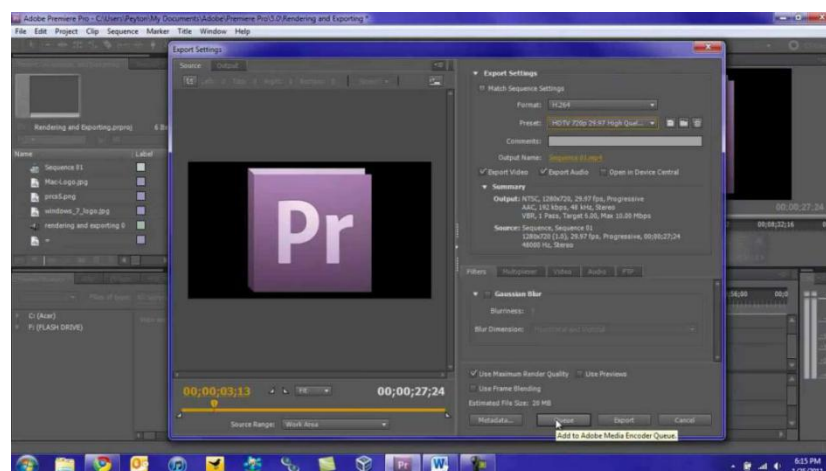 Adobe Premiere Pro - C:\Users\Peyton\My Documents\Adobe\Premiere Pro\5.0\Rendering and Exporting *
File Edit Project Clip Sequence Marker Title Window Help
Export Settings
Source Output
Export Settings
Match Sequence Settings
Format: H.264
Preset: HDTV 720p 29.97 High Qual...
Comments:
Output Name: Sequence 01.mp4
Export Video Export Audio Open in Device Central
Summary
Output: NTSC, 1280x720, 29.97 fps, Progressive
AAC, 192 kbps, 48 kHz, Stereo
VBR, 1 Pass, Target 6.00, Max 10.00 Mbps
Source: Sequence, Sequence 01
1280x720 (1.0), 29.97 fps, Progressive, 00;00;27;24
48000 Hz, Stereo
Filters Multiplexer Video Audio FTP
Gaussian Blur
Blurriness:
Blur Dimension:
Use Maximum Render Quality Use Previews
Use Frame Blending
Estimated File Size: 20 MB
Metadata... Queue Export Cancel
Add to Adobe Media Encoder Queue.
Pr
00;00;03;13 Fit 00;00;27;24
Source Range: Work Area
Rendering and Exporting.prproj
Name Label
Sequence 01
Mac-Logo.jpg
prcs5.png
windows_7_logo.jpg
rendering and exporting 0
C: (Acer)
F: (FLASH DRIVE)
00;00;27;24
Pr
6:15 PM